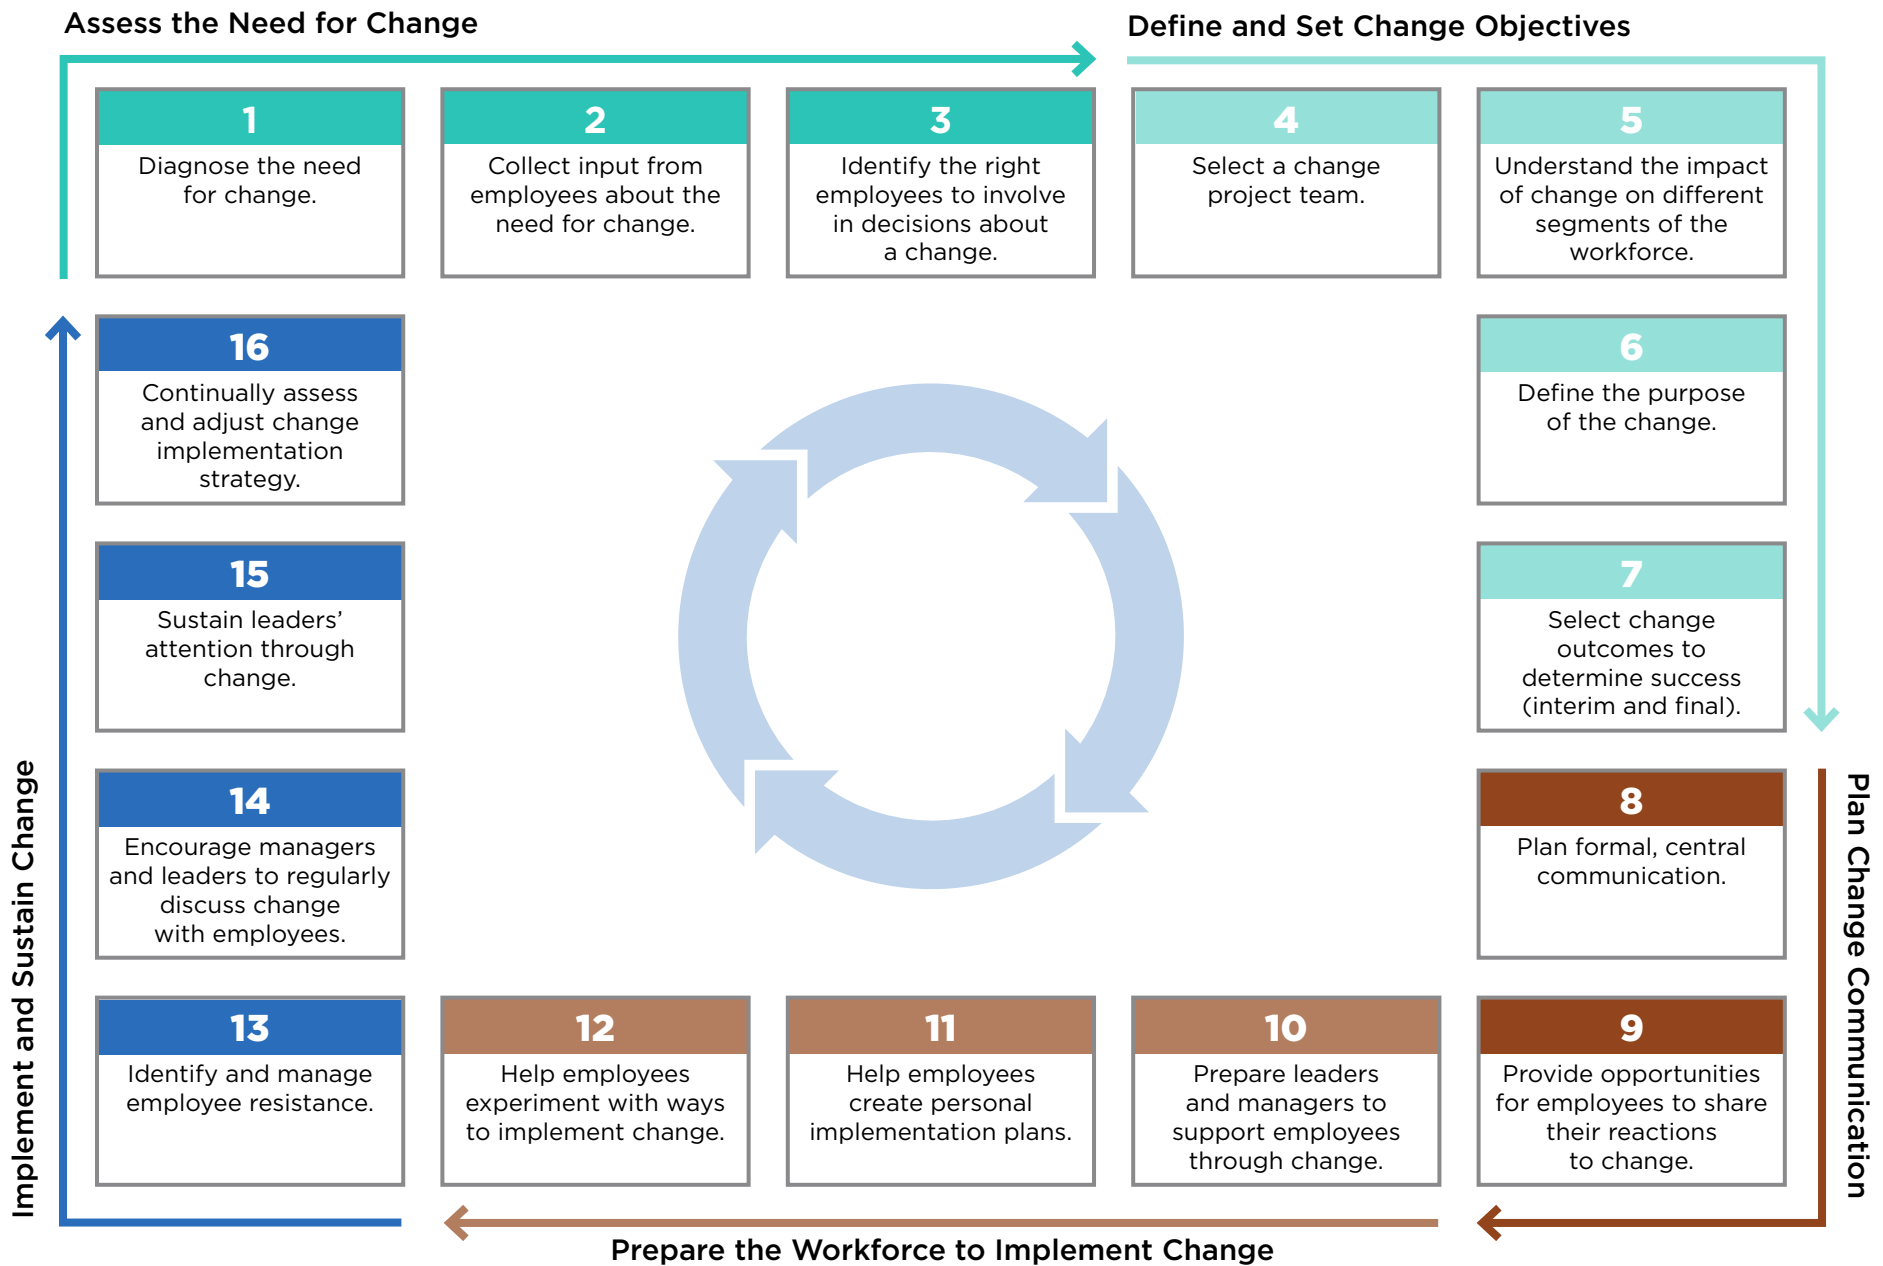 Assess the Need for Change
Define and Set Change Objectives
1
Diagnose the need
for change.
2
Collect input from
employees about the
need for change.
3
Identify the right
employees to involve
in decisions about
a change.
4
Select a change
project team.
5
Understand the impact
of change on different
segments of the
workforce.
6
Define the purpose
of the change.
7
Select change
outcomes to
determine success
(interim and final).
Plan Change Communication
8
Plan formal, central
communication.
9
Provide opportunities
for employees to share
their reactions
to change.
10
Prepare leaders
and managers to
support employees
through change.
11
Help employees
create personal
implementation plans.
12
Help employees
experiment with ways
to implement change.
Prepare the Workforce to Implement Change
13
Identify and manage
employee resistance.
14
Encourage managers
and leaders to regularly
discuss change
with employees.
15
Sustain leaders’
attention through
change.
16
Continually assess
and adjust change
implementation
strategy.
Implement and Sustain Change